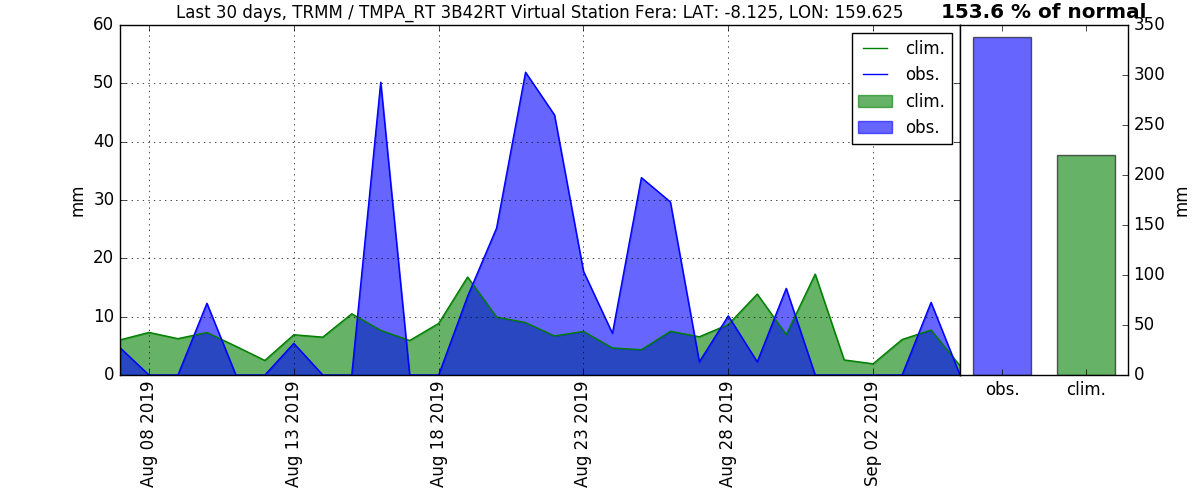 Last 30 days, TRMM / TMPA_RT 3B42RT Virtual Station Fera: LAT: -8.125, LON: 159.625
153.6 % of normal
60
50
40
30
20
10
0
mm
clim.
obs.
clim.
obs.
Aug 08 2019
Aug 13 2019
Aug 18 2019
Aug 23 2019
Aug 28 2019
Sep 02 2019
350
300
250
200
150
100
50
0
mm
obs.
clim.